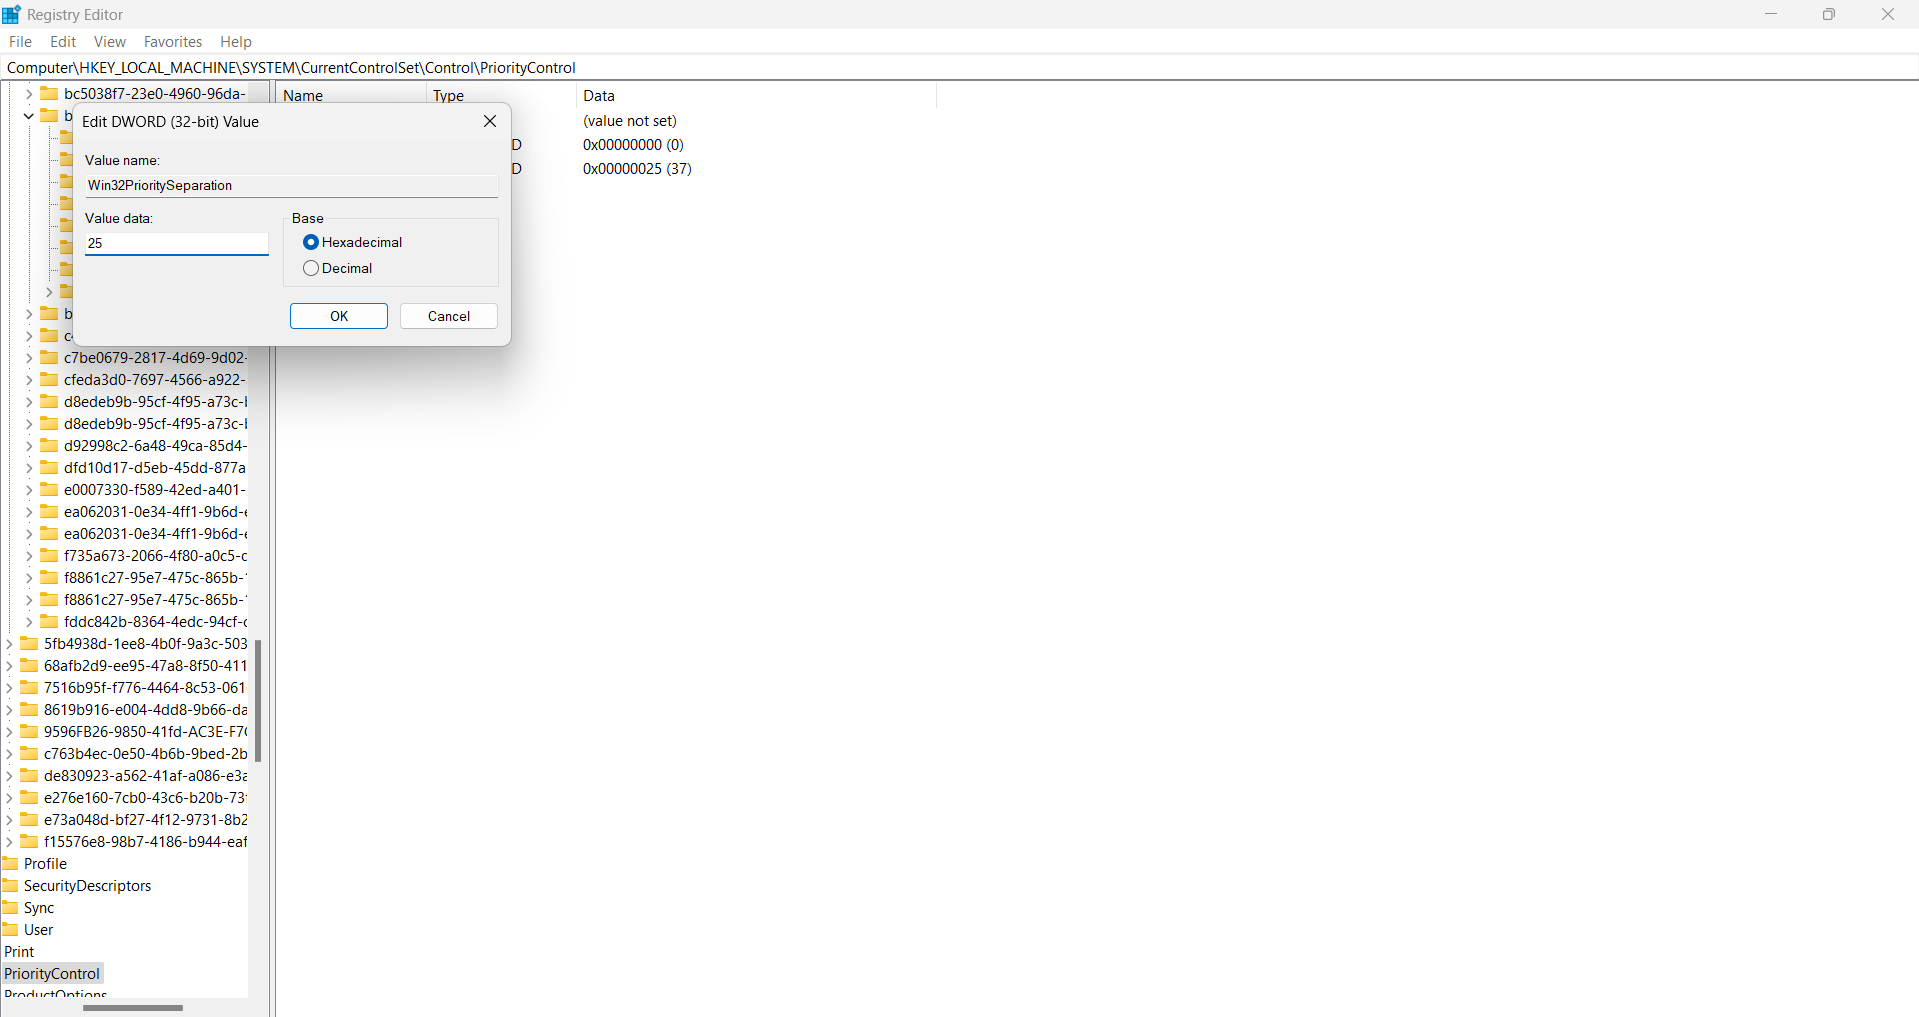 Registry Editor
File Edit View Favorites Help
Computer\HKEY_LOCAL_MACHINE\SYSTEM\CurrentControlSet\Control\PriorityControl
bc5038f7-23e0-4960-96da-
Name Type Data
b
Edit DWORD (32-bit) Value
(value not set)
D 0x00000000 (0)
Value name:
D 0x00000025 (37)
Win32PrioritySeparation
Value data:
Base
25
Hexadecimal
Decimal
b
OK Cancel
c
c7be0679-2817-4d69-9d02-
cfeda3d0-7697-4566-a922-
d8edeb9b-95cf-4f95-a73c-
d8edeb9b-95cf-4f95-a73c-
d92998c2-6a48-49ca-85d4-
dfd10d17-d5eb-45dd-877a
e0007330-f589-42ed-a401-
ea062031-0e34-4ff1-9b6d-
ea062031-0e34-4ff1-9b6d-
f735a673-2066-4f80-a0c5-c
f8861c27-95e7-475c-865b-
f8861c27-95e7-475c-865b-
fddc842b-8364-4edc-94cf-c
5fb4938d-1ee8-4b0f-9a3c-503
68afb2d9-ee95-47a8-8f50-411
7516b95f-f776-4464-8c53-061
8619b916-e004-4dd8-9b66-da
9596FB26-9850-41fd-AC3E-F7
c763b4ec-0e50-4b6b-9bed-2b
de830923-a562-41af-a086-e3a
e276e160-7cb0-43c6-b20b-73
e73a048d-bf27-4f12-9731-8b2
f15576e8-98b7-4186-b944-eaf
Profile
SecurityDescriptors
Sync
User
Print
PriorityControl
ProductOptions